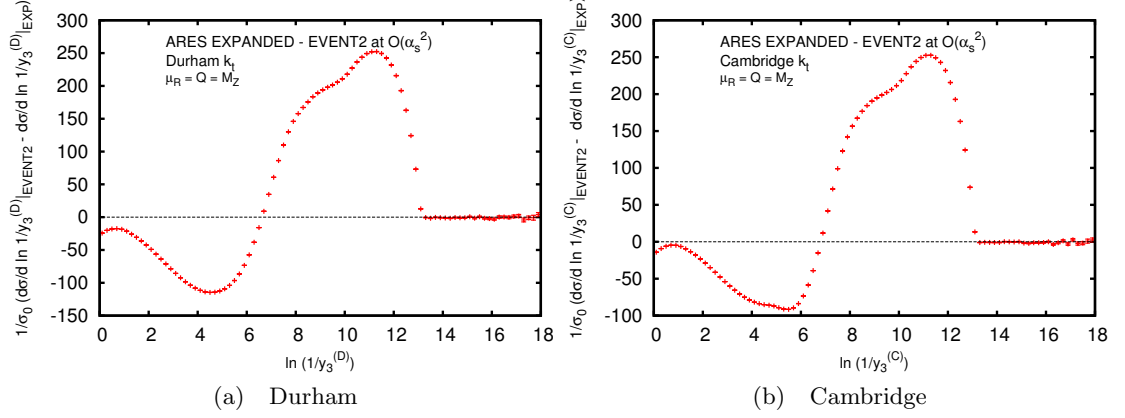 1/σ₀ (dσ/d ln 1/y₃⁽ᴰ⁾|EVENT2 - dσ/d ln 1/y₃⁽ᴰ⁾|EXP)
300
250
200
150
100
50
0
-50
-100
-150
ARES EXPANDED - EVENT2 at O(αₛ²)
Durham kₜ
μR = Q = MZ
0 2 4 6 8 10 12 14 16 18
ln (1/y₃⁽ᴰ⁾)
(a) Durham
1/σ₀ (dσ/d ln 1/y₃⁽ᶜ⁾|EVENT2 - dσ/d ln 1/y₃⁽ᶜ⁾|EXP
300
250
200
150
100
50
0
-50
-100
ARES EXPANDED - EVENT2 at O(αₛ²)
Cambridge kₜ
μR = Q = MZ
0 2 4 6 8 10 12 14 16 18
ln (1/y₃⁽ᶜ⁾)
(b) Cambridge